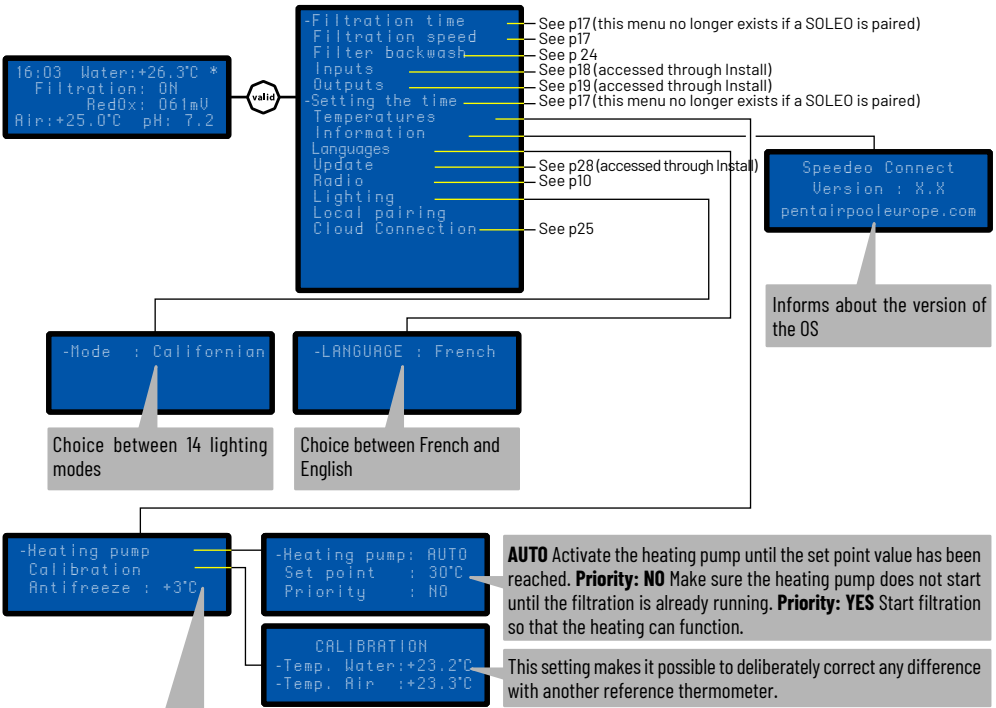 16:03 Water:+26.3°C *
Filtration: ON
RedOx: 061mV
Air:+25.0°C pH: 7.2
valid
-Filtration time
Filtration speed
Filter backwash
Inputs
Outputs
-Setting the time
Temperatures
Information
Languages
Update
Radio
Lighting
Local pairing
Cloud Connection
See p17 (this menu no longer exists if a SOLEO is paired)
See p17
See p 24
See p18 (accessed through Install)
See p19 (accessed through Install)
See p17 (this menu no longer exists if a SOLEO is paired)
See p28 (accessed through Install)
See p10
See p25
Speedeo Connect
Version : X.X
pentairpooleurope.com
Informs about the version of
the OS
-Mode : Californian
Choice between 14 lighting
modes
-LANGUAGE : French
Choice between French and
English
-Heating pump
Calibration
Antifreeze : +3°C
-Heating pump: AUTO
Set point : 30°C
Priority : NO
AUTO Activate the heating pump until the set point value has been
reached. Priority: NO Make sure the heating pump does not start
until the filtration is already running. Priority: YES Start filtration
so that the heating can function.
CALIBRATION
-Temp. Water:+23.2°C
-Temp. Air :+23.3°C
This setting makes it possible to deliberately correct any difference
with another reference thermometer.